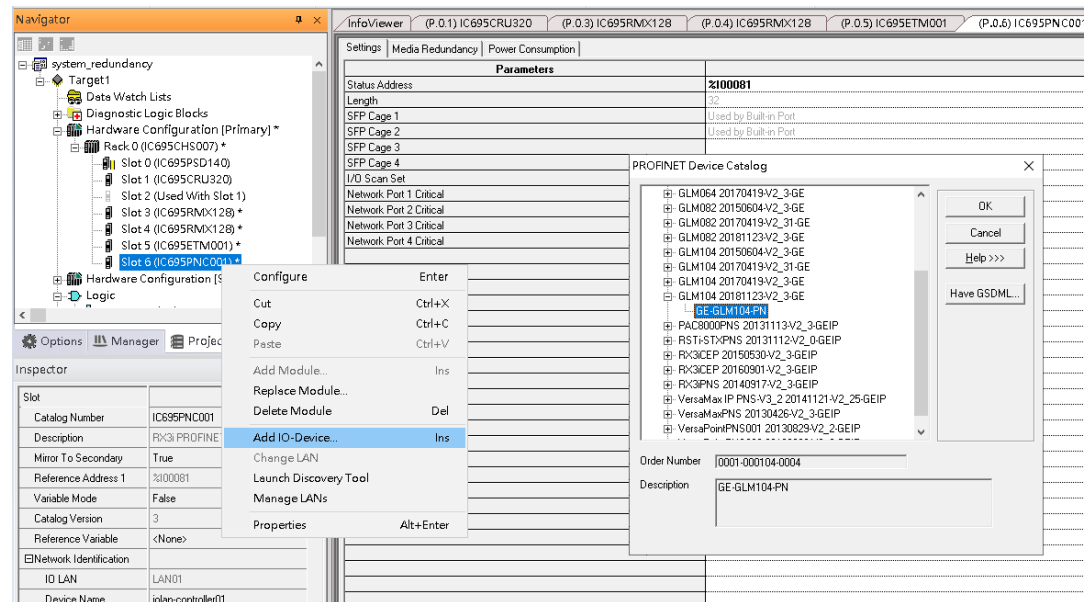 Navigator
system_redundancy
Target1
Data Watch Lists
Diagnostic Logic Blocks
Hardware Configuration [Primary] *
Rack 0 (IC695CHS007) *
Slot 0 (IC695PSD140)
Slot 1 (IC695CRU320)
Slot 2 (Used With Slot 1)
Slot 3 (IC695RMX128) *
Slot 4 (IC695RMX128) *
Slot 5 (IC695ETM001) *
Slot 6 (IC695PNC001) *
Hardware Configuration [S
Logic
Options
Manager
Projec
Inspector
Slot
Catalog Number IC695PNC001
Description RX3i PROFINE
Mirror To Secondary True
Reference Address 1 %I00081
Variable Mode False
Catalog Version 3
Reference Variable <None>
Network Identification
IO LAN LAN01
Device Name iolan-controller01
InfoViewer
(P.0.1) IC695CRU320
(P.0.3) IC695RMX128
(P.0.4) IC695RMX128
(P.0.5) IC695ETM001
(P.0.6) IC695PNC001
Settings
Media Redundancy
Power Consumption
Parameters
Status Address %I00081
Length 32
SFP Cage 1 Used by Built-in Port
SFP Cage 2 Used by Built-in Port
SFP Cage 3
SFP Cage 4
I/O Scan Set
Network Port 1 Critical
Network Port 2 Critical
Network Port 3 Critical
Network Port 4 Critical
Configure Enter
Cut Ctrl+X
Copy Ctrl+C
Paste Ctrl+V
Add Module... Ins
Replace Module...
Delete Module Del
Add IO-Device... Ins
Change LAN
Launch Discovery Tool
Manage LANs
Properties Alt+Enter
PROFINET Device Catalog
GLM064 20170419-V2_3-GE
GLM082 20150604-V2_3-GE
GLM082 20170419-V2_31-GE
GLM082 20181123-V2_3-GE
GLM104 20150604-V2_3-GE
GLM104 20170419-V2_31-GE
GLM104 20170419-V2_3-GE
GLM104 20181123-V2_3-GE
GE-GLM104-PN
PAC8000PNS 20131113-V2_3-GEIP
RSTi-STXPNS 20131112-V2_0-GEIP
RX3iCEP 20150530-V2_3-GEIP
RX3iCEP 20160901-V2_3-GEIP
RX3iPNS 20140917-V2_3-GEIP
VersaMax IP PNS-V3_2 20141121-V2_25-GEIP
VersaMaxPNS 20130426-V2_3-GEIP
VersaPointPNS001 20130829-V2_2-GEIP
OK
Cancel
Help >>>
Have GSDML...
Order Number 0001-000104-0004
Description GE-GLM104-PN